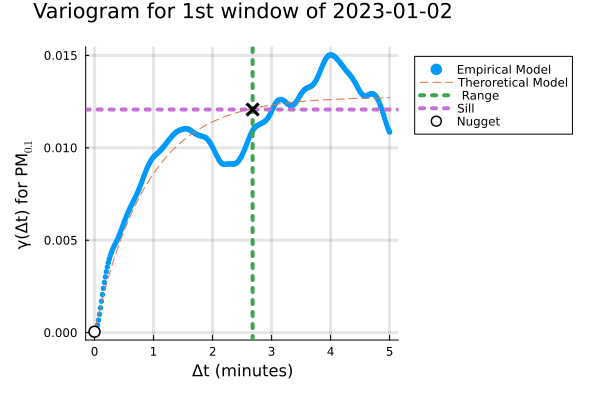 Variogram for 1st window of 2023-01-02
0.015
0.010
0.005
0.000
γ(Δt) for PM₀.₁
0 1 2 3 4 5
Δt (minutes)
Empirical Model
Theroretical Model
Range
Sill
Nugget